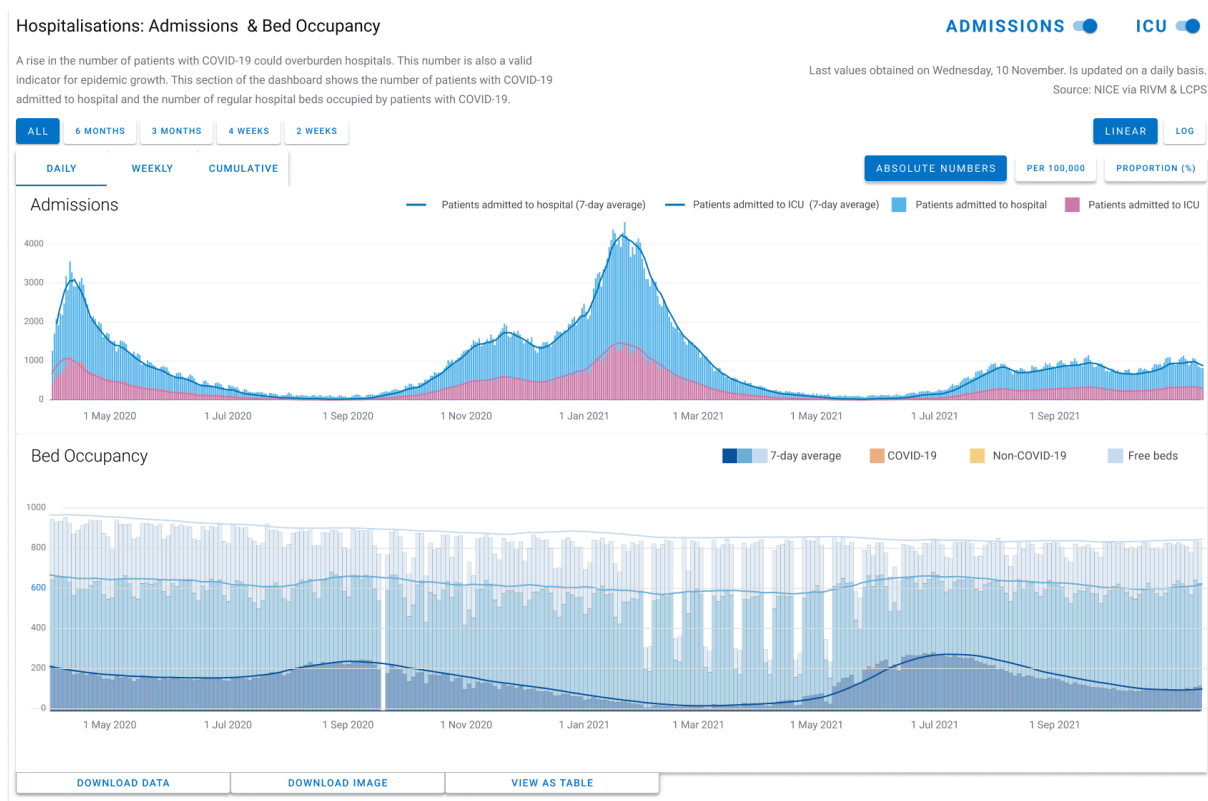 Hospitalisations: Admissions & Bed Occupancy
ADMISSIONS
ICU
A rise in the number of patients with COVID-19 could overburden hospitals. This number is also a valid
indicator for epidemic growth. This section of the dashboard shows the number of patients with COVID-19
admitted to hospital and the number of regular hospital beds occupied by patients with COVID-19.
Last values obtained on Wednesday, 10 November. Is updated on a daily basis.
Source: NICE via RIVM & LCPS
ALL 6 MONTHS 3 MONTHS 4 WEEKS 2 WEEKS
LINEAR LOG
DAILY WEEKLY CUMULATIVE
ABSOLUTE NUMBERS PER 100,000 PROPORTION (%)
Admissions
Patients admitted to hospital (7-day average) Patients admitted to ICU (7-day average) Patients admitted to hospital Patients admitted to ICU
4000
3000
2000
1000
0
1 May 2020 1 Jul 2020 1 Sep 2020 1 Nov 2020 1 Jan 2021 1 Mar 2021 1 May 2021 1 Jul 2021 1 Sep 2021
Bed Occupancy
7-day average COVID-19 Non-COVID-19 Free beds
1000
800
600
400
200
0
1 May 2020 1 Jul 2020 1 Sep 2020 1 Nov 2020 1 Jan 2021 1 Mar 2021 1 May 2021 1 Jul 2021 1 Sep 2021
DOWNLOAD DATA DOWNLOAD IMAGE VIEW AS TABLE